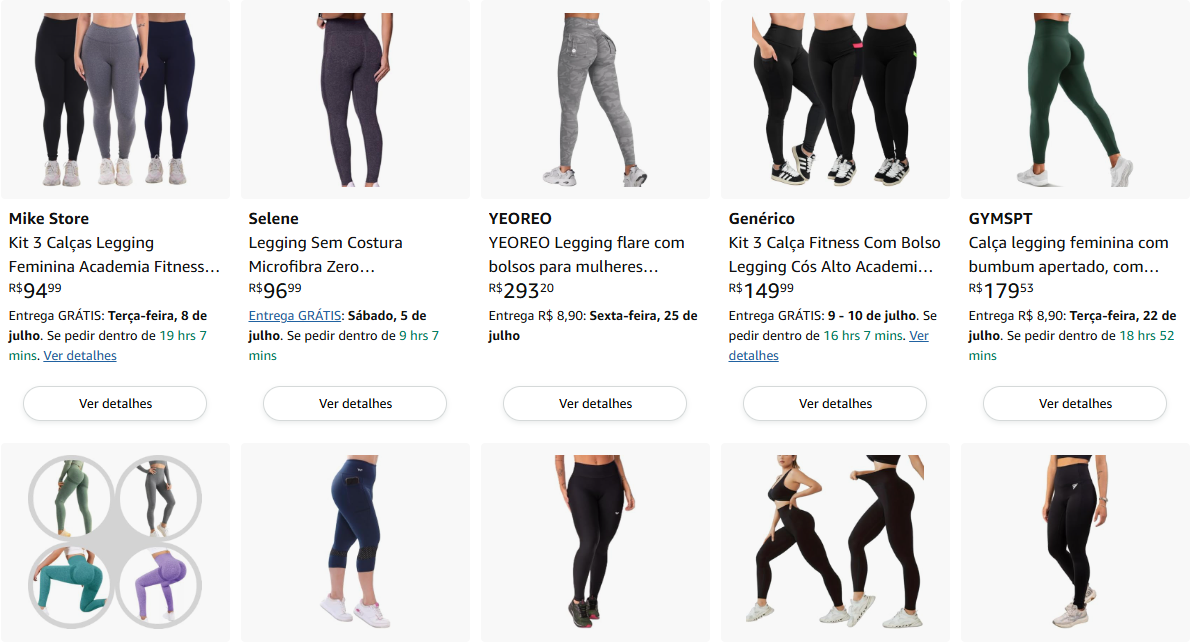 Mike Store
Kit 3 Calças Legging
Feminina Academia Fitness…
R$9499
Entrega GRÁTIS: Terça-feira, 8 de
julho. Se pedir dentro de 19 hrs 7
mins. Ver detalhes
Ver detalhes
Selene
Legging Sem Costura
Microfibra Zero…
R$9699
Entrega GRÁTIS: Sábado, 5 de
julho. Se pedir dentro de 9 hrs 7
mins
Ver detalhes
YEOREO
YEOREO Legging flare com
bolsos para mulheres…
R$29320
Entrega R$ 8,90: Sexta-feira, 25 de
julho
Ver detalhes
Genérico
Kit 3 Calça Fitness Com Bolso
Legging Cós Alto Academi…
R$14999
Entrega GRÁTIS: 9 - 10 de julho. Se
pedir dentro de 16 hrs 7 mins. Ver
detalhes
Ver detalhes
GYMSPT
Calça legging feminina com
bumbum apertado, com…
R$17953
Entrega R$ 8,90: Terça-feira, 22 de
julho. Se pedir dentro de 18 hrs 52
mins
Ver detalhes